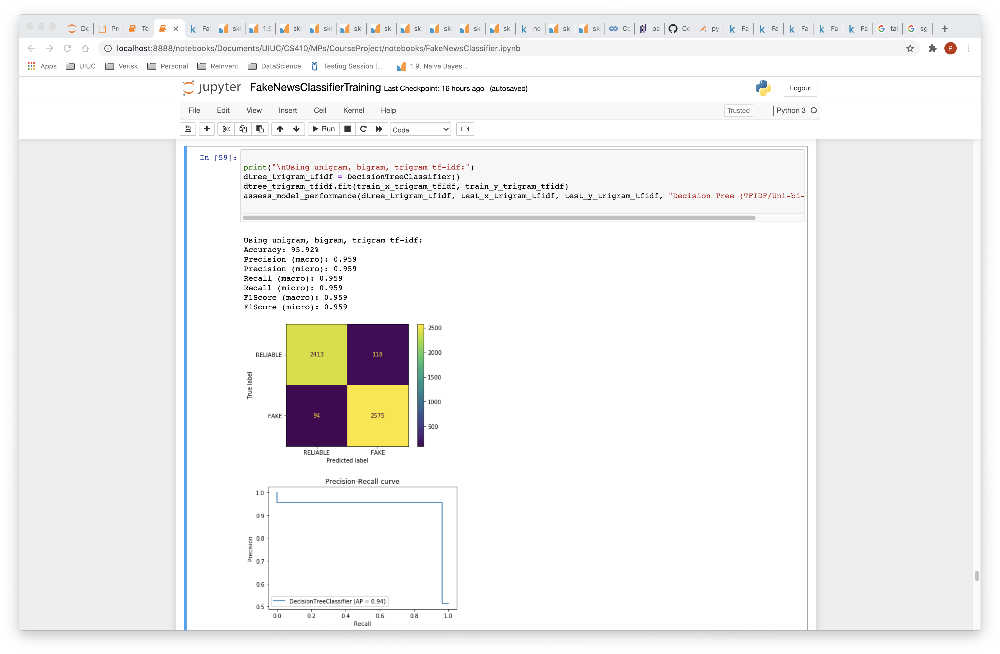 Do Pr Te Fa sk 1.9 sk sk sk sk sk sk sk sk no sk sk Cc pa Cc py Fa Fa Fa Fa Fa tal sg
localhost:8888/notebooks/Documents/UIUC/CS410/MPs/CourseProject/notebooks/FakeNewsClassifier.ipynb
P
Apps UIUC Verisk Personal ReInvent DataScience Testing Session |... 1.9. Naive Bayes...
jupyter FakeNewsClassifierTraining Last Checkpoint: 16 hours ago (autosaved)
Logout
File Edit View Insert Cell Kernel Help
Trusted Python 3
Run Code
In [59]:
print("\nUsing unigram, bigram, trigram tf-idf:")
dtree_trigram_tfidf = DecisionTreeClassifier()
dtree_trigram_tfidf.fit(train_x_trigram_tfidf, train_y_trigram_tfidf)
assess_model_performance(dtree_trigram_tfidf, test_x_trigram_tfidf, test_y_trigram_tfidf, "Decision Tree (TFIDF/Uni-bi-
Using unigram, bigram, trigram tf-idf:
Accuracy: 95.92%
Precision (macro): 0.959
Precision (micro): 0.959
Recall (macro): 0.959
Recall (micro): 0.959
F1Score (macro): 0.959
F1Score (micro): 0.959
2500
2000
1500
1000
500
RELIABLE 2413 118
True label
FAKE 94 2575
RELIABLE FAKE
Predicted label
Precision-Recall curve
1.0
0.9
0.8
0.7
0.6
0.5
Precision
DecisionTreeClassifier (AP = 0.94)
0.0 0.2 0.4 0.6 0.8 1.0
Recall